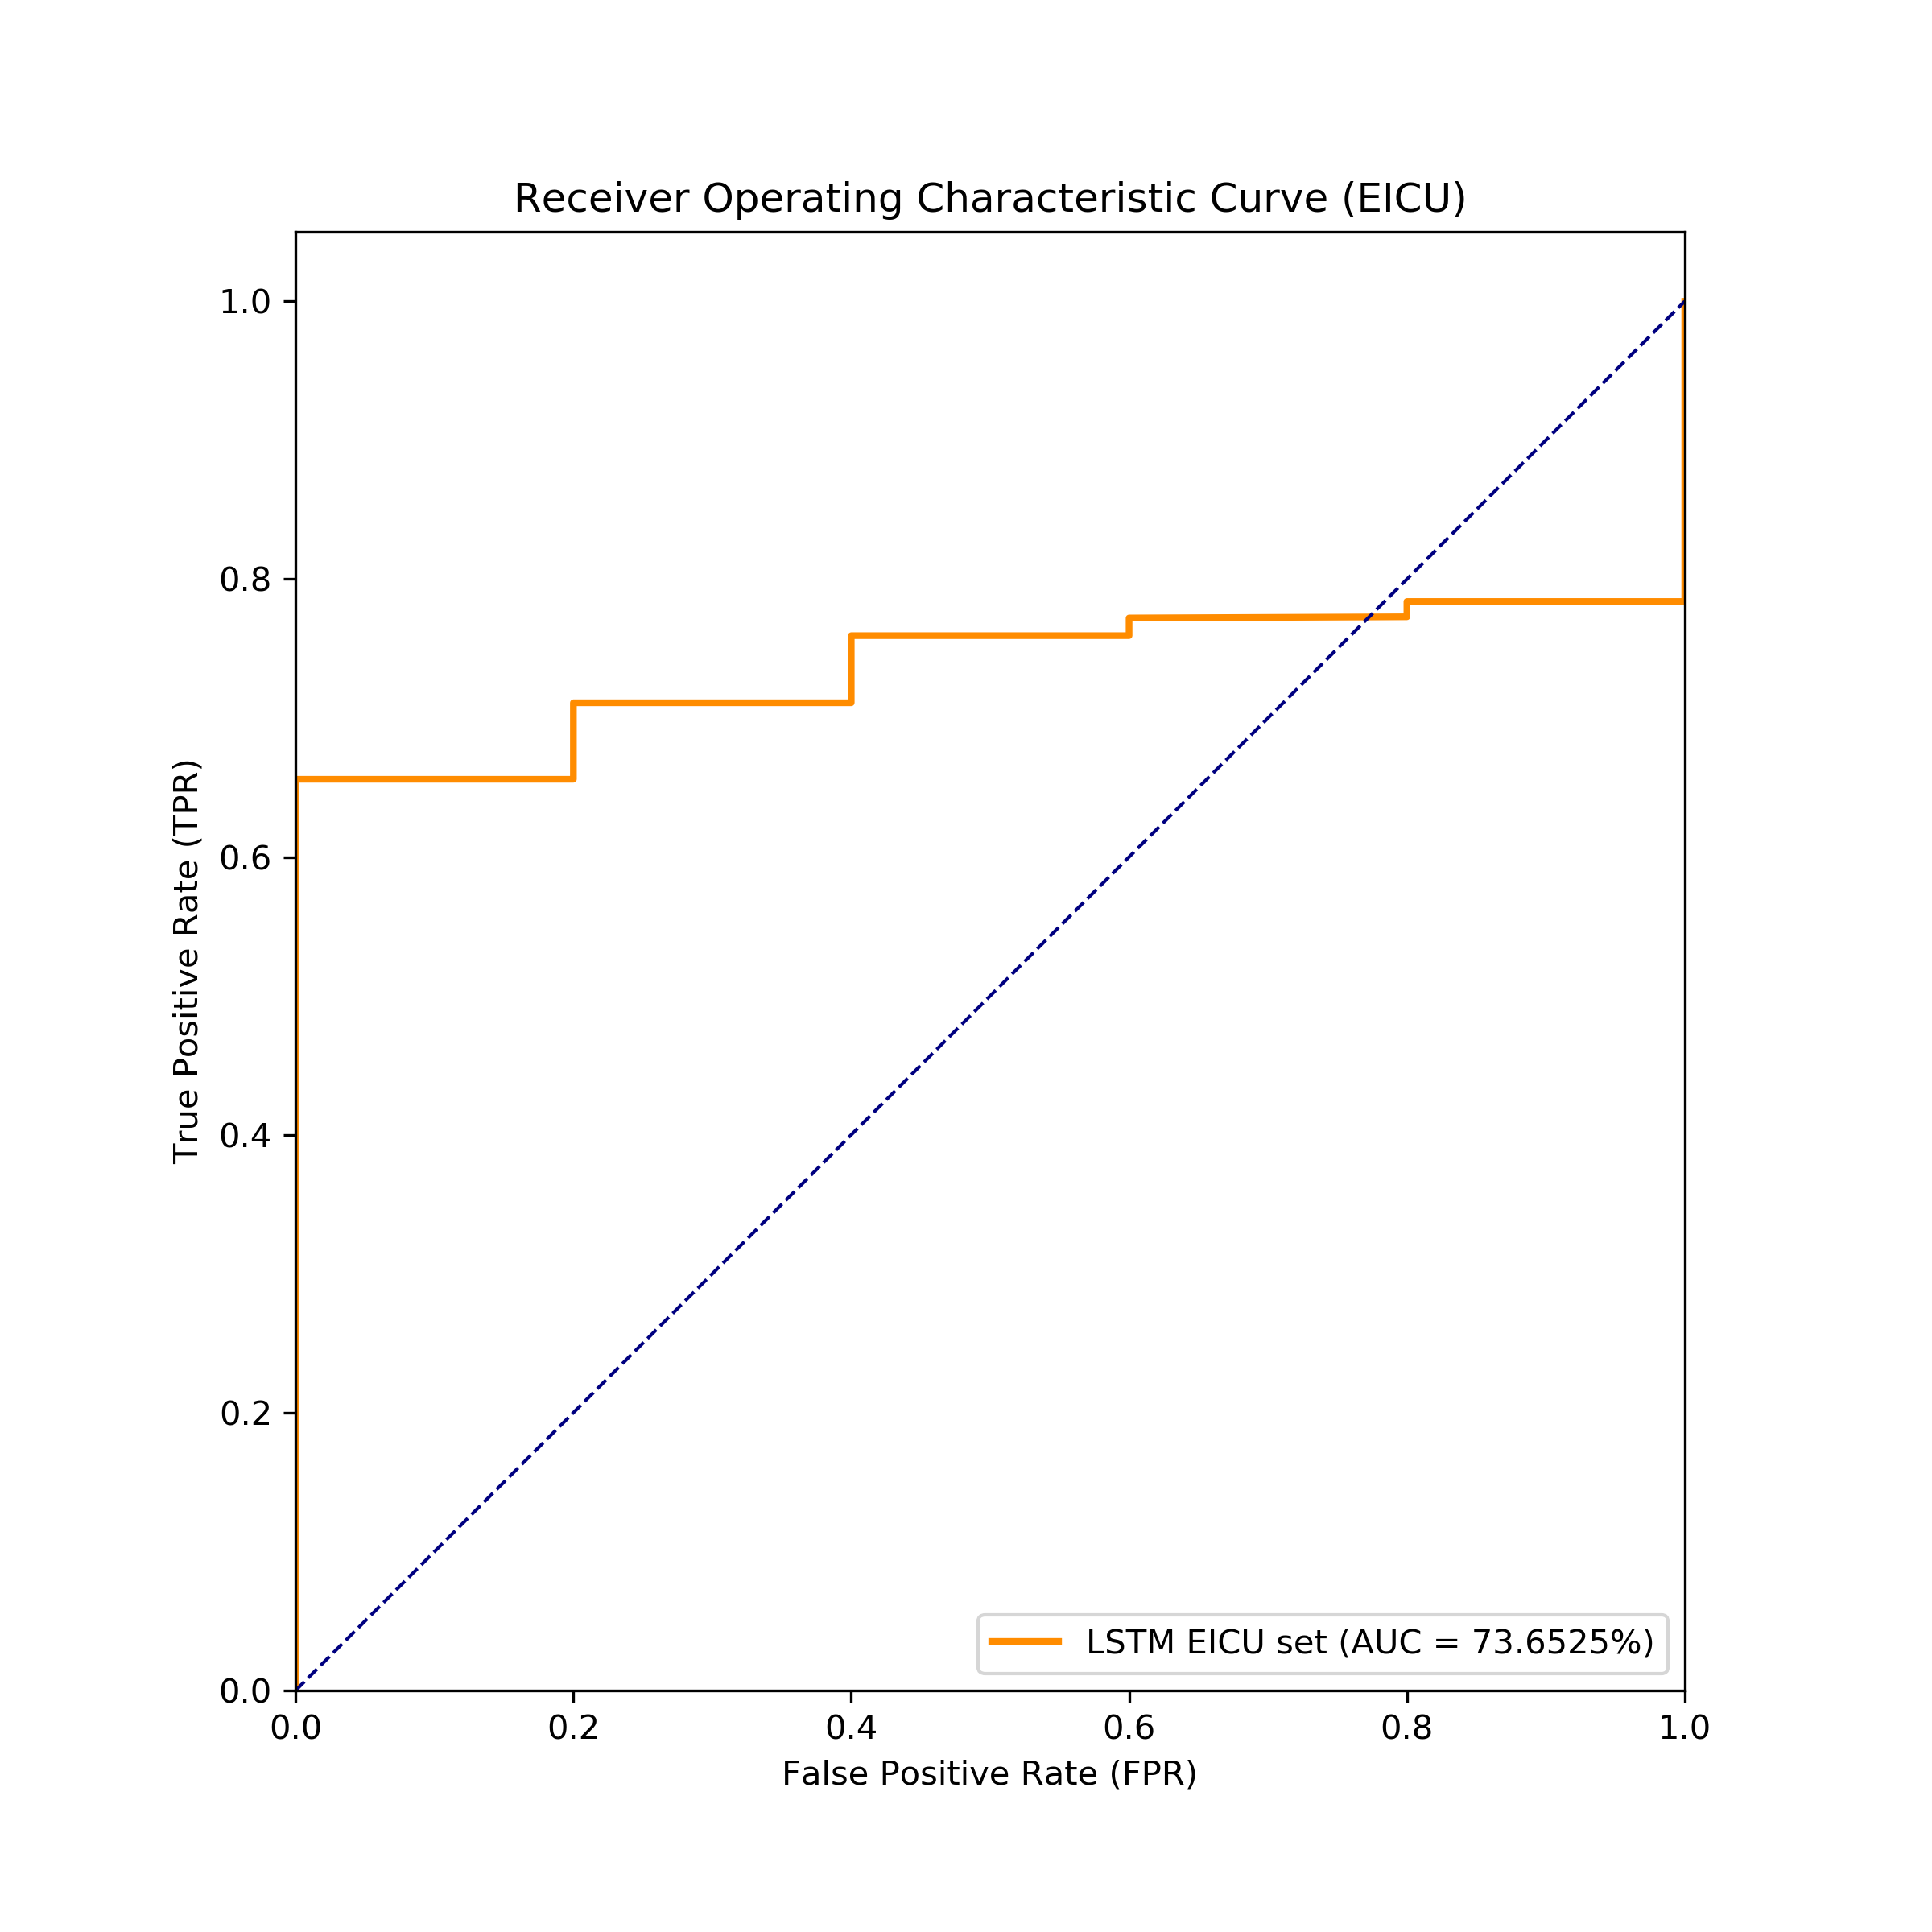 Receiver Operating Characteristic Curve (EICU)
1.0
0.8
0.6
0.4
0.2
0.0
True Positive Rate (TPR)
LSTM EICU set (AUC = 73.6525%)
0.0 0.2 0.4 0.6 0.8 1.0
False Positive Rate (FPR)